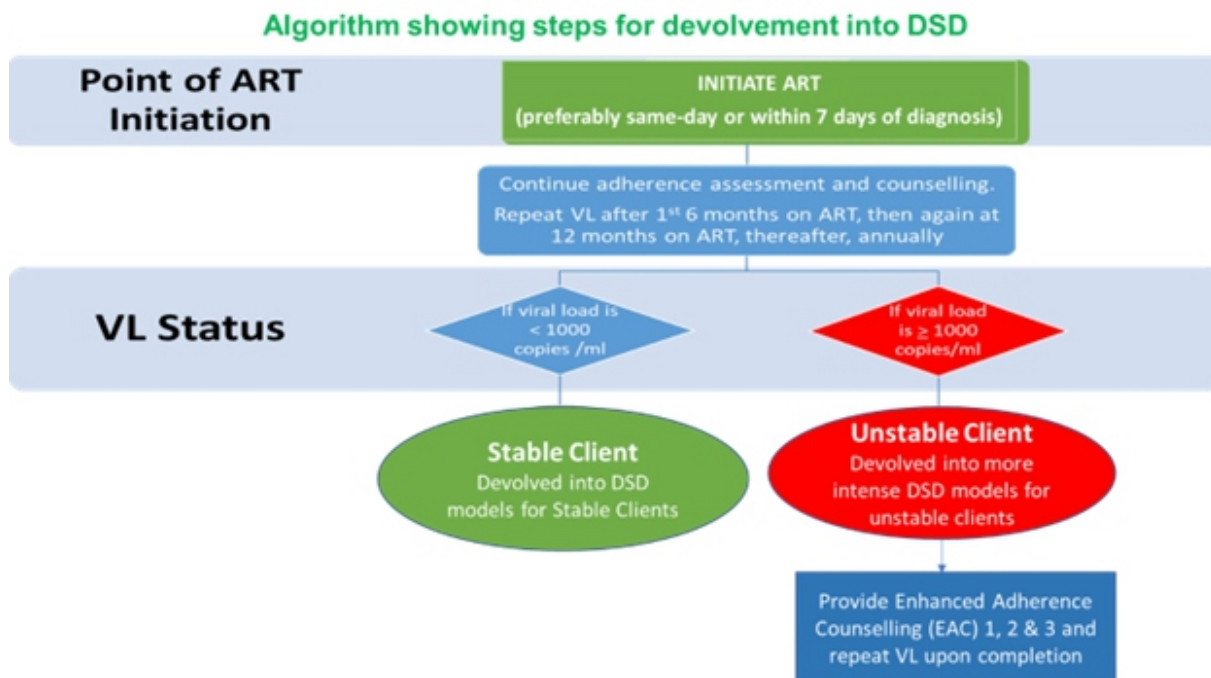 Algorithm showing steps for devolvement into DSD
Point of ART
Initiation
INITIATE ART
(preferably same-day or within 7 days of diagnosis)
Continue adherence assessment and counselling.
Repeat VL after 1st 6 months on ART, then again at
12 months on ART, thereafter, annually
VL Status
If viral load is
< 1000
copies /ml
If viral load
is ≥ 1000
copies/ml
Stable Client
Devolved into DSD
models for Stable Clients
Unstable Client
Devolved into more
intense DSD models for
unstable clients
Provide Enhanced Adherence
Counselling (EAC) 1, 2 & 3 and
repeat VL upon completion